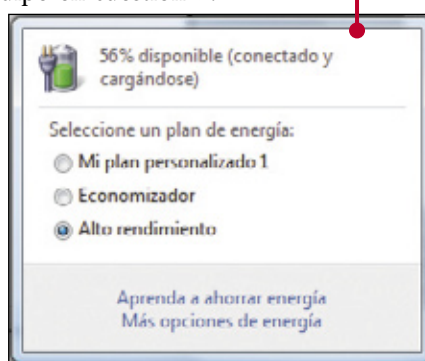 56% disponible (conectado y
cargándose)
Seleccione un plan de energía:
Mi plan personalizado 1
Economizador
Alto rendimiento
Aprenda a ahorrar energía
Más opciones de energía